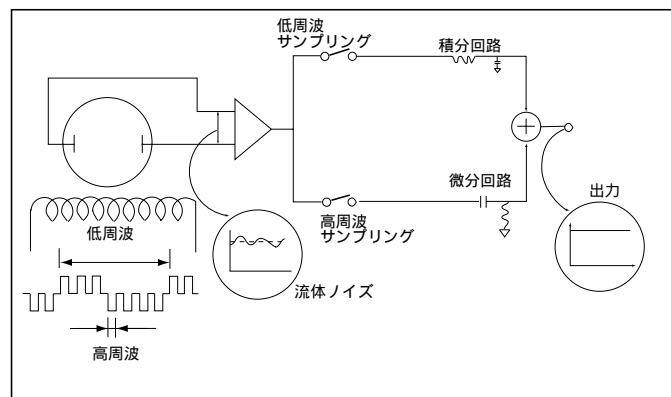 低周波
サンプリング
積分回路
微分回路
高周波
サンプリング
出力
低周波
流体ノイズ
高周波